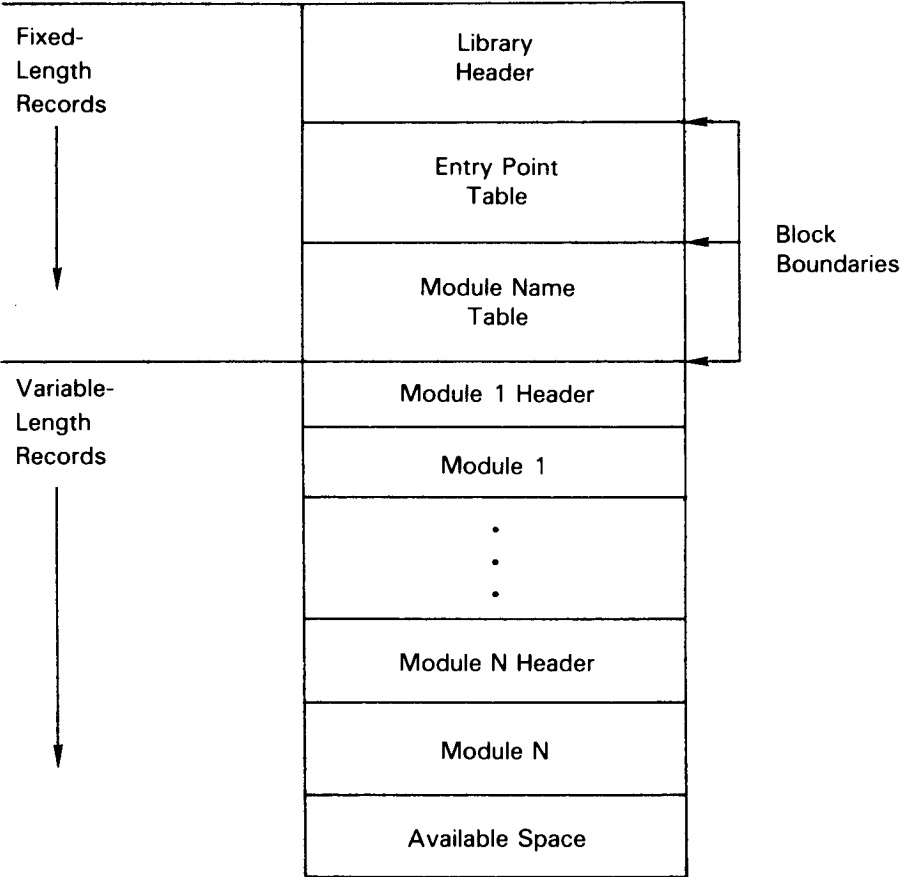 Fixed-
Length
Records
Library
Header
Entry Point
Table
Block
Boundaries
Module Name
Table
Variable-
Length
Records
Module 1 Header
Module 1
.
.
.
Module N Header
Module N
Available Space